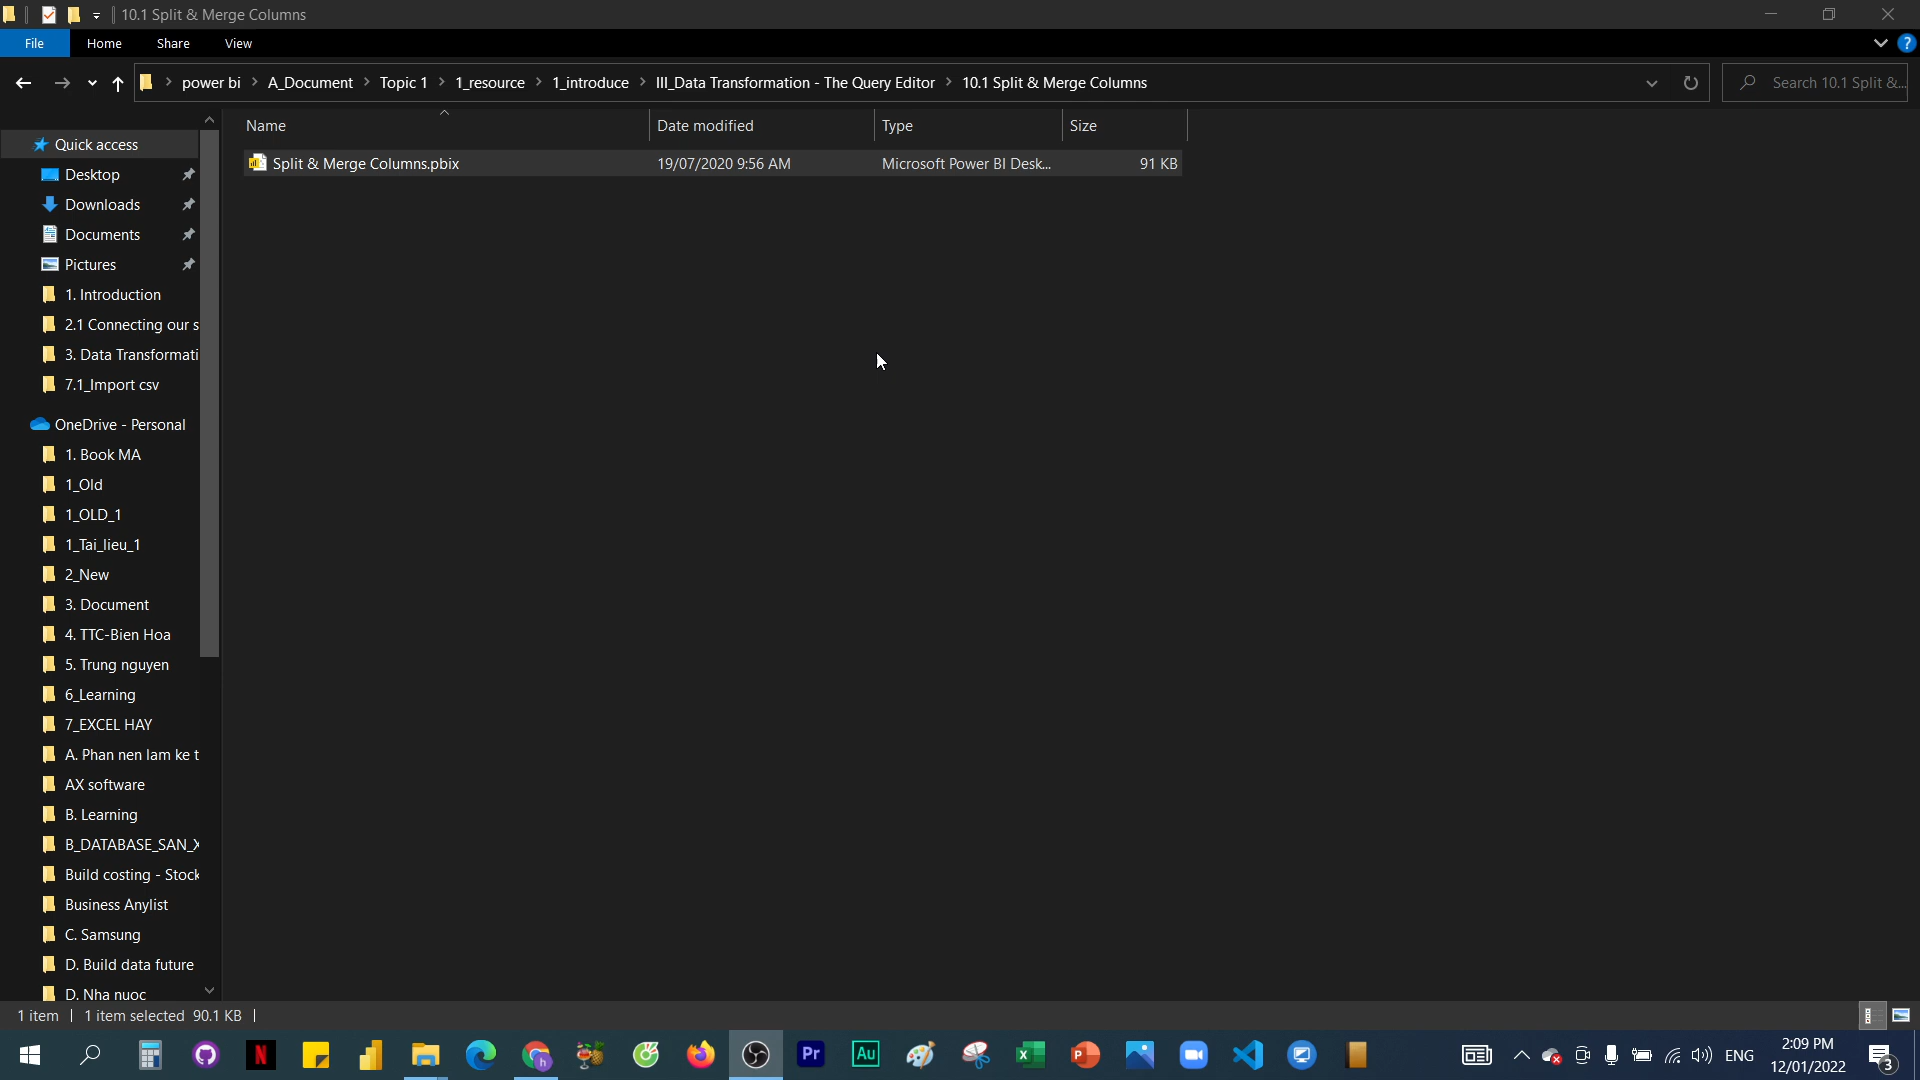 10.1 Split & Merge Columns
File Home Share View
power bi A_Document Topic 1 1_resource 1_introduce III_Data Transformation - The Query Editor 10.1 Split & Merge Columns Search 10.1 Split &...
Name Date modified Type Size
Split & Merge Columns.pbix 19/07/2020 9:56 AM Microsoft Power BI Desk... 91 KB
Quick access
Desktop
Downloads
Documents
Pictures
1. Introduction
2.1 Connecting our s
3. Data Transformati
7.1_Import csv
OneDrive - Personal
1. Book MA
1_Old
1_OLD_1
1_Tai_lieu_1
2_New
3. Document
4. TTC-Bien Hoa
5. Trung nguyen
6_Learning
7_EXCEL HAY
A. Phan nen lam ke t
AX software
B. Learning
B_DATABASE_SAN_X
Build costing - Stock
Business Anylist
C. Samsung
D. Build data future
D. Nha nuoc
1 item 1 item selected 90.1 KB
N Pr Au ENG 2:09 PM
12/01/2022 3